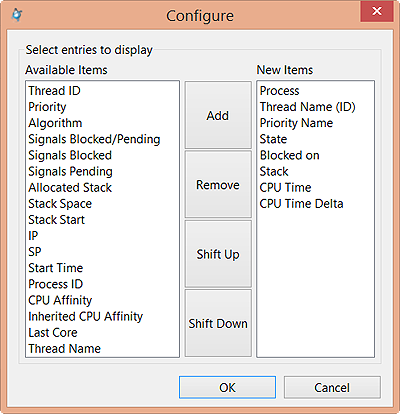 Configure
Select entries to display
Available Items
New Items
Thread ID
Priority
Algorithm
Signals Blocked/Pending
Signals Blocked
Signals Pending
Allocated Stack
Stack Space
Stack Start
IP
SP
Start Time
Process ID
CPU Affinity
Inherited CPU Affinity
Last Core
Thread Name
Add
Remove
Shift Up
Shift Down
Process
Thread Name (ID)
Priority Name
State
Blocked on
Stack
CPU Time
CPU Time Delta
OK
Cancel